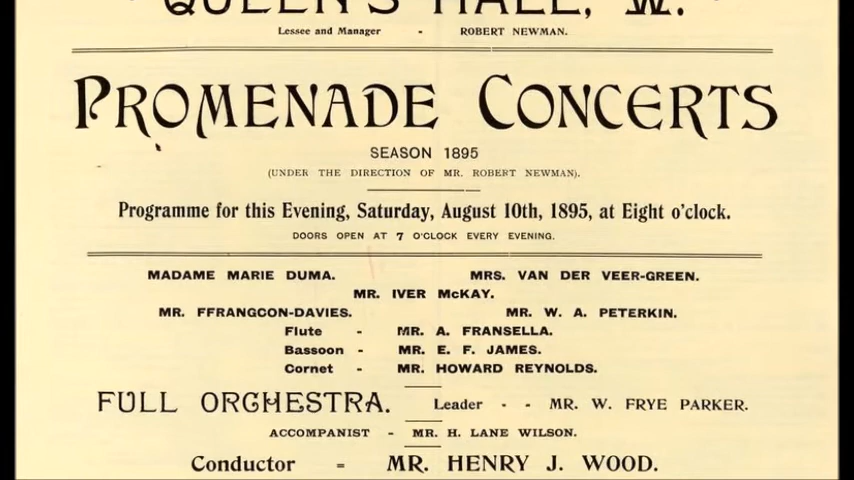 QUEEN'S HALL, W.
Lessee and Manager - ROBERT NEWMAN.
PROMENADE CONCERTS
SEASON 1895
(UNDER THE DIRECTION OF MR. ROBERT NEWMAN).
Programme for this Evening, Saturday, August 10th, 1895, at Eight o'clock.
DOORS OPEN AT 7 O'CLOCK EVERY EVENING.
MADAME MARIE DUMA. MRS. VAN DER VEER-GREEN.
MR. IVER McKAY.
MR. FFRANGCON-DAVIES. MR. W. A. PETERKIN.
Flute - MR. A. FRANSELLA.
Bassoon - MR. E. F. JAMES.
Cornet - MR. HOWARD REYNOLDS.
FULL ORCHESTRA. Leader - - MR. W. FRYE PARKER.
ACCOMPANIST - MR. H. LANE WILSON.
Conductor - MR. HENRY J. WOOD.